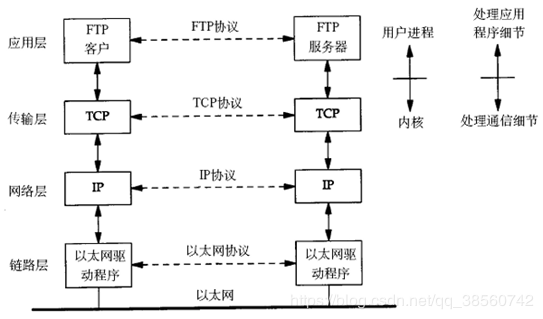 应用层
FTP
客户
FTP协议
FTP
服务器
用户进程
处理应用
程序细节
传输层
TCP
TCP协议
TCP
内核
处理通信细节
网络层
IP
IP协议
IP
链路层
以太网驱
动程序
以太网协议
以太网驱
动程序
以太网
https://blog.csdn.net/qq_38560742